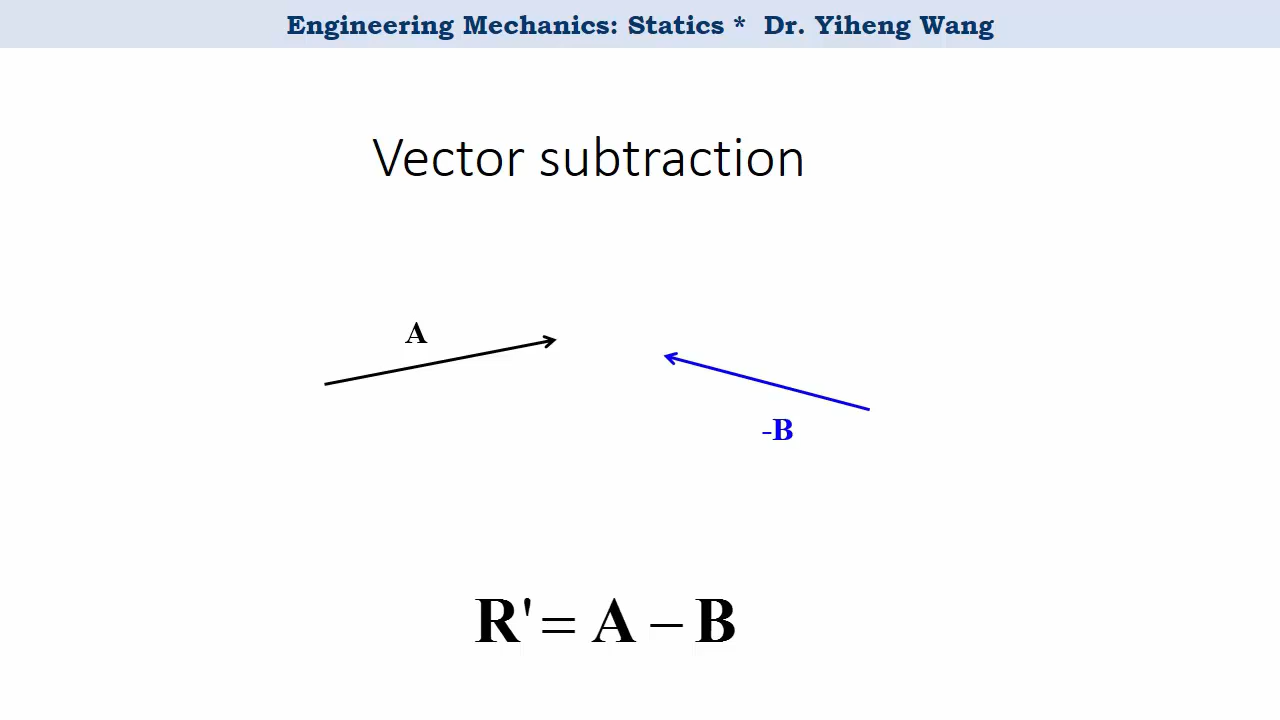 Engineering Mechanics: Statics * Dr. Yiheng Wang
Vector subtraction
A
-B
R' = A − B